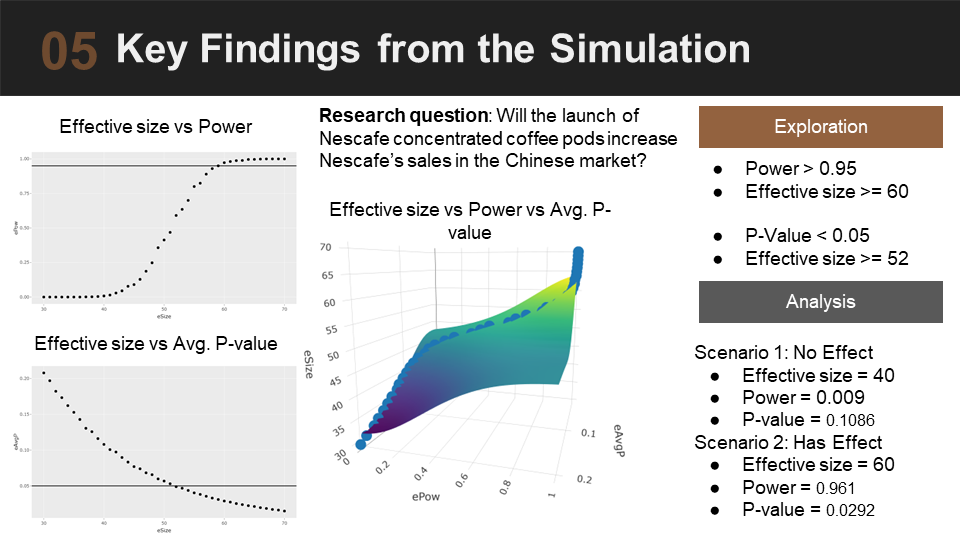 05 Key Findings from the Simulation
Effective size vs Power
1.00
0.75
0.50
0.25
0.00
ePow
30
40
50
60
70
eSize
Effective size vs Avg. P-value
0.20
0.15
0.10
0.05
eAvgP
30
40
50
60
70
eSize
Research question: Will the launch of
Nescafe concentrated coffee pods increase
Nescafe's sales in the Chinese market?
Effective size vs Power vs Avg. P-
value
70
65
60
55
50
45
40
35
30
eSize
0
0.2
0.4
0.6
0.8
1
ePow
0.1
0.2
eAvgP
Exploration
● Power > 0.95
● Effective size >= 60
● P-Value < 0.05
● Effective size >= 52
Analysis
Scenario 1: No Effect
● Effective size = 40
● Power = 0.009
● P-value = 0.1086
Scenario 2: Has Effect
● Effective size = 60
● Power = 0.961
● P-value = 0.0292